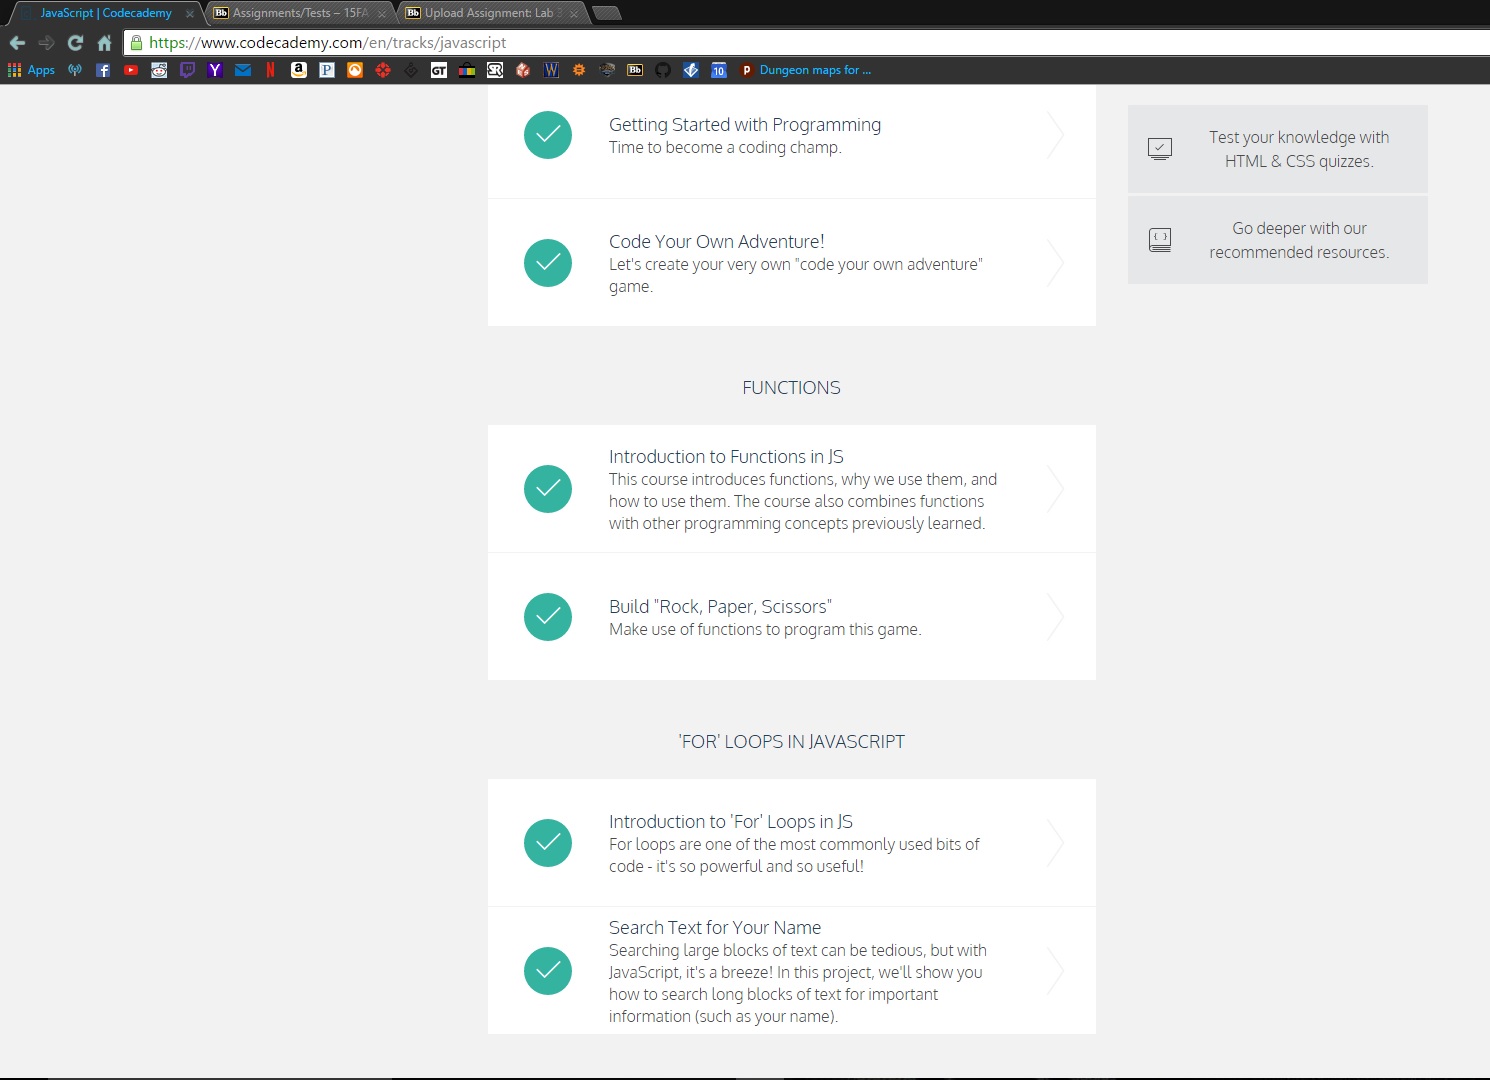 JavaScript | Codecademy
Assignments/Tests – 15FA
Upload Assignment: Lab 3
https://www.codecademy.com/en/tracks/javascript
Apps
GT
SR
Bb
10
Dungeon maps for ...
Getting Started with Programming
Time to become a coding champ.
Code Your Own Adventure!
Let's create your very own "code your own adventure"
game.
Test your knowledge with
HTML & CSS quizzes.
Go deeper with our
recommended resources.
FUNCTIONS
Introduction to Functions in JS
This course introduces functions, why we use them, and
how to use them. The course also combines functions
with other programming concepts previously learned.
Build "Rock, Paper, Scissors"
Make use of functions to program this game.
'FOR' LOOPS IN JAVASCRIPT
Introduction to 'For' Loops in JS
For loops are one of the most commonly used bits of
code - it's so powerful and so useful!
Search Text for Your Name
Searching large blocks of text can be tedious, but with
JavaScript, it's a breeze! In this project, we'll show you
how to search long blocks of text for important
information (such as your name).